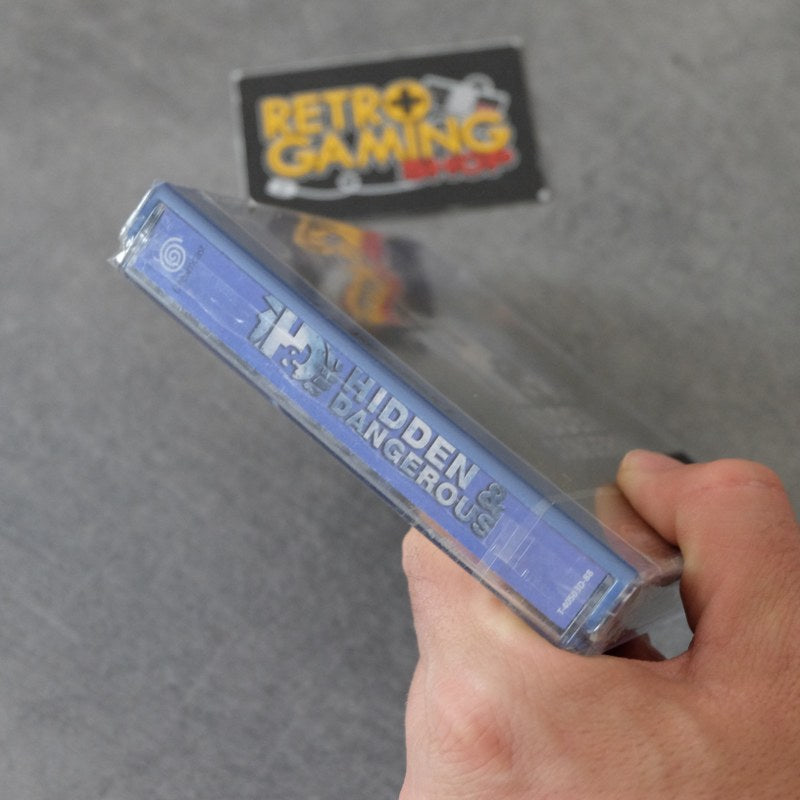 RETRO
GAMING
SHOP
H&D
HIDDEN &
DANGEROUS